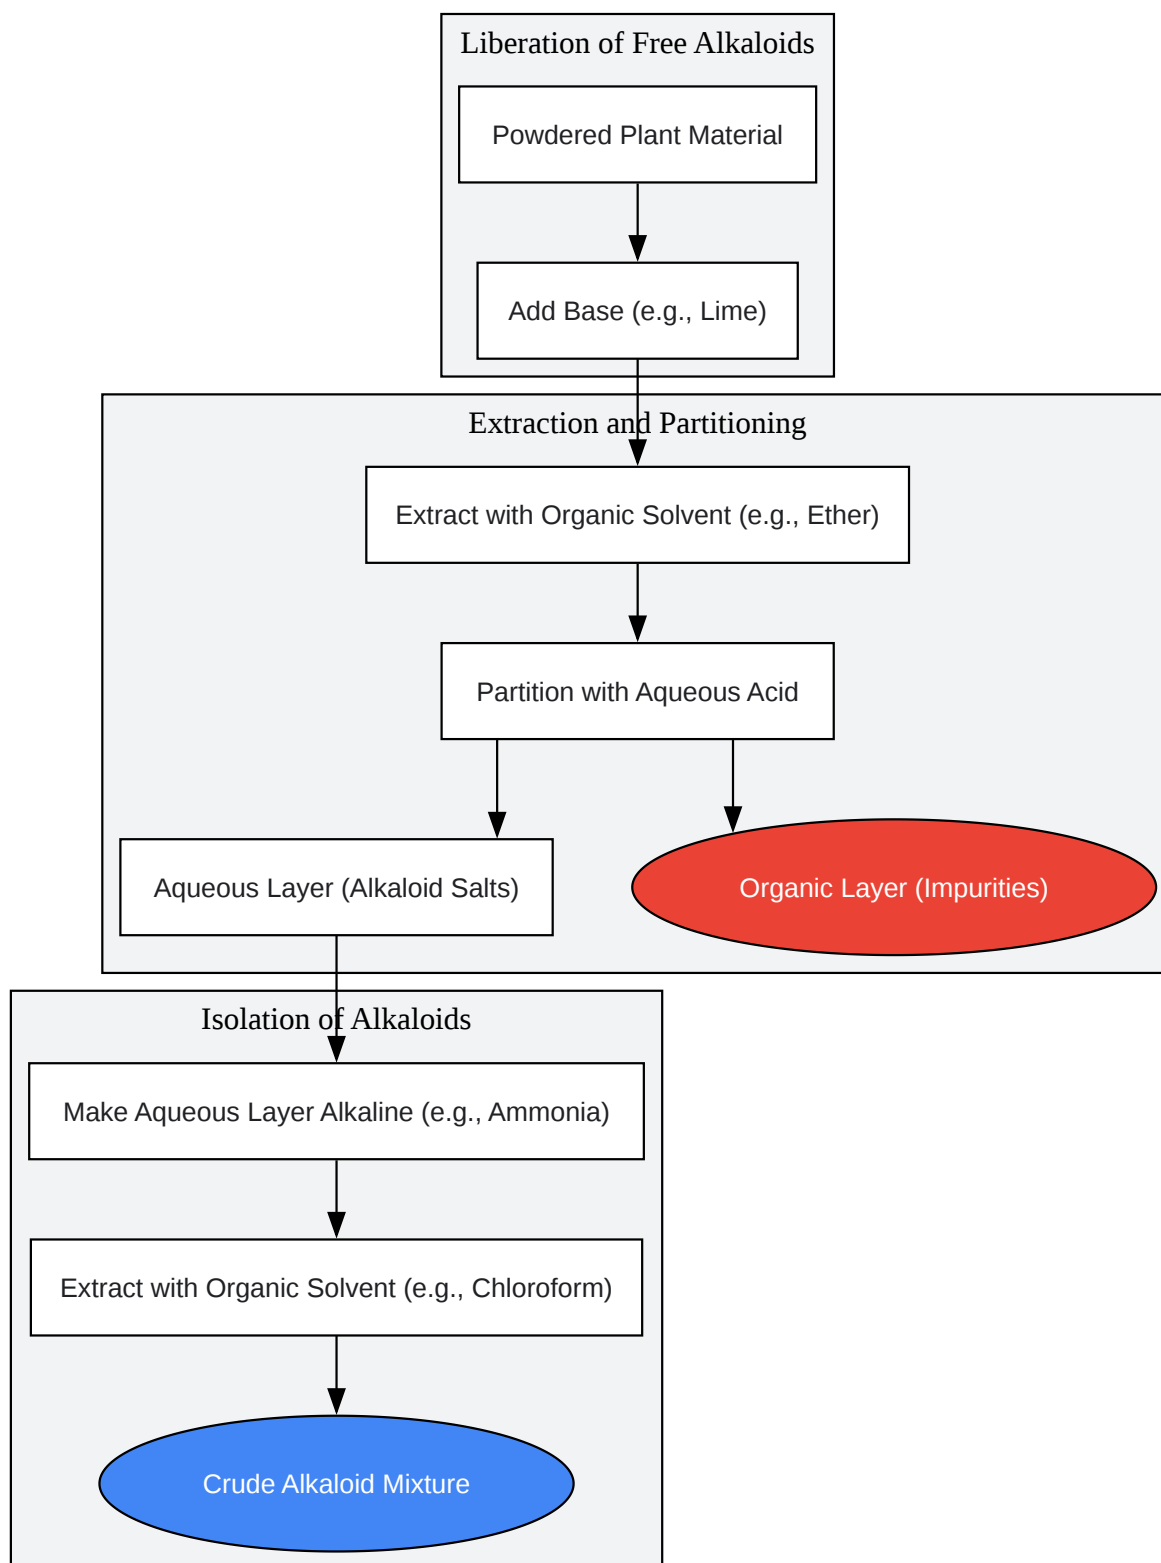 Liberation of Free Alkaloids
Powdered Plant Material
Add Base (e.g., Lime)
Extraction and Partitioning
Extract with Organic Solvent (e.g., Ether)
Partition with Aqueous Acid
Aqueous Layer (Alkaloid Salts)
Organic Layer (Impurities)
Isolation of Alkaloids
Make Aqueous Layer Alkaline (e.g., Ammonia)
Extract with Organic Solvent (e.g., Chloroform)
Crude Alkaloid Mixture